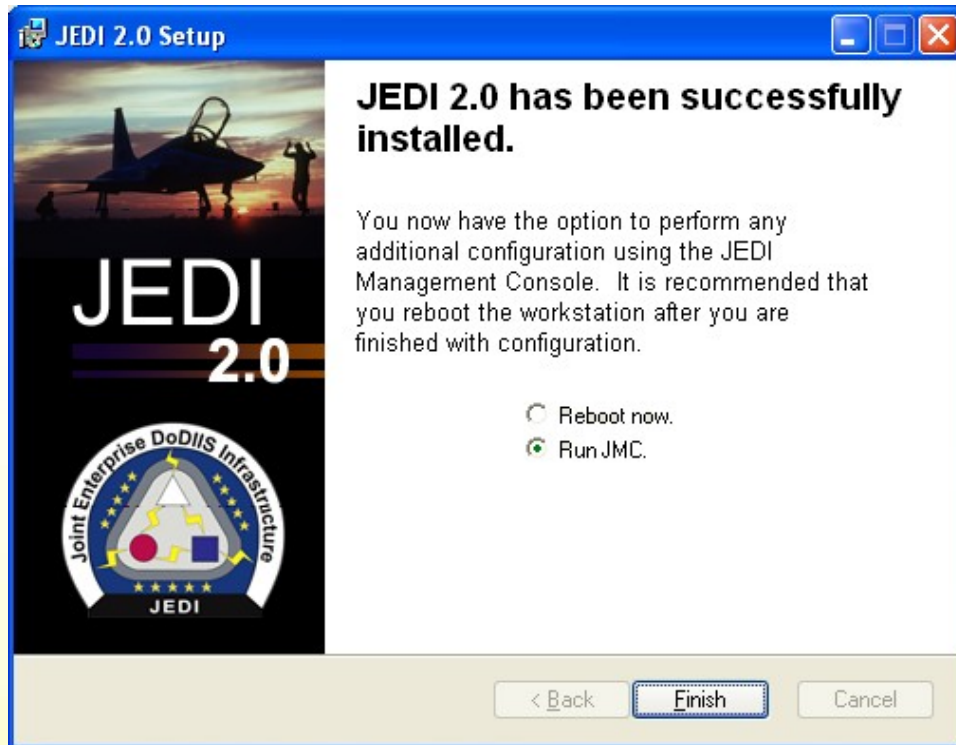 JEDI 2.0 Setup
JEDI 2.0 has been successfully
installed.
You now have the option to perform any
additional configuration using the JEDI
Management Console. It is recommended that
you reboot the workstation after you are
finished with configuration.
Reboot now.
Run JMC.
JEDI
2.0
Joint Enterprise DoDIIS Infrastructure
JEDI
< Back
Finish
Cancel